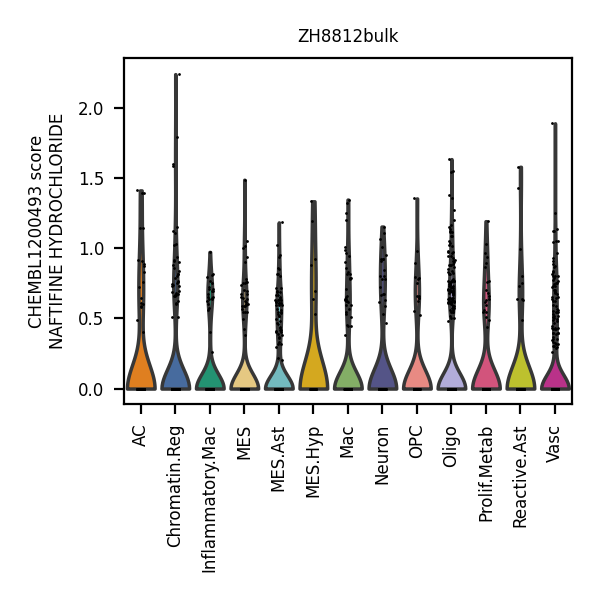 ZH8812bulk
CHEMBL1200493 score
NAFTIFINE HYDROCHLORIDE
2.0
1.5
1.0
0.5
0.0
AC
Chromatin.Reg
Inflammatory.Mac
MES
MES.Ast
MES.Hyp
Mac
Neuron
OPC
Oligo
Prolif.Metab
Reactive.Ast
Vasc